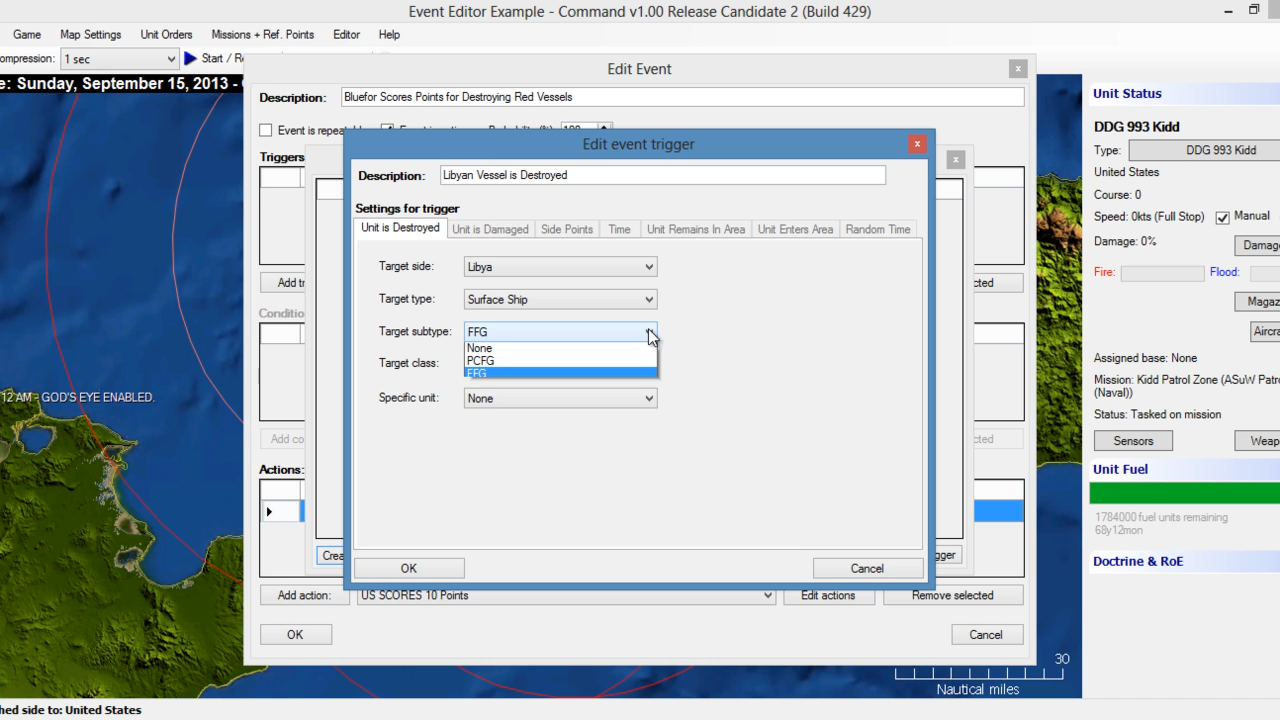 Event Editor Example - Command v1.00 Release Candidate 2 (Build 429)
Game Map Settings Unit Orders Missions + Ref. Points Editor Help
ompression: 1 sec Start / R
e: Sunday, September 15, 2013 -
Edit Event
x
Description: Bluefor Scores Points for Destroying Red Vessels
Event is repeat
Triggers
Add tr
cted
Conditio
Add co
cted
Actions:
Crea
gger
Add action: US SCORES 10 Points Edit actions Remove selected
OK Cancel
Edit event trigger
x
x
Description: Libyan Vessel is Destroyed
Settings for trigger
Unit is Destroyed Unit is Damaged Side Points Time Unit Remains In Area Unit Enters Area Random Time
Target side: Libya
Target type: Surface Ship
Target subtype: FFG
None
PCFG
FFG
Target class:
Specific unit: None
OK Cancel
12 AM - GOD'S EYE ENABLED.
30
Nautical miles
hed side to: United States
Unit Status
DDG 993 Kidd
Type: DDG 993 Kidd
United States
Course: 0
Speed: 0kts (Full Stop) Manual
Damage: 0% Damag
Fire: Flood:
Magaz
Aircra
Assigned base: None
Mission: Kidd Patrol Zone (ASuW Patro
(Naval))
Status: Tasked on mission
Sensors Weap
Unit Fuel
1784000 fuel units remaining
68y12mon
Doctrine & RoE